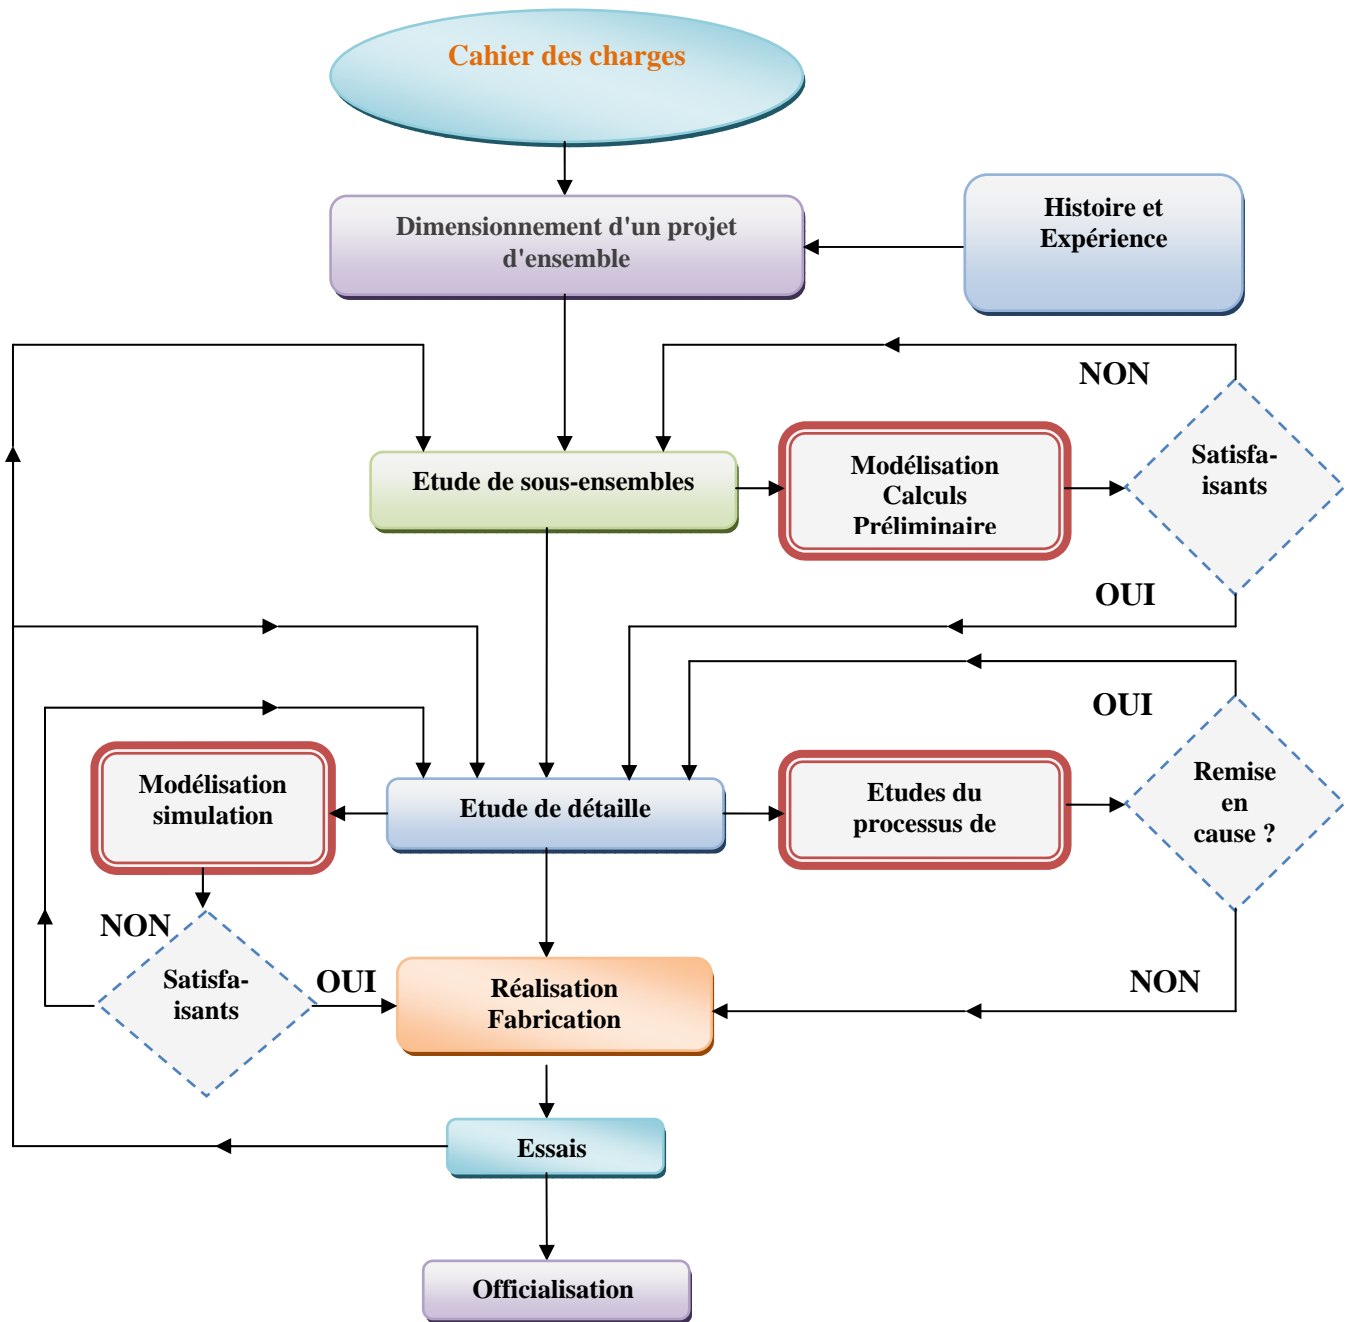 Cahier des charges
Dimensionnement d'un projet
d'ensemble
Histoire et
Expérience
NON
Etude de sous-ensembles
Modélisation
Calculs
Préliminaire
Satisfa-
isants
OUI
OUI
Modélisation
simulation
Etude de détaille
Etudes du
processus de
Remise
en
cause ?
NON
Satisfa-
isants
OUI
Réalisation
Fabrication
NON
Essais
Officialisation